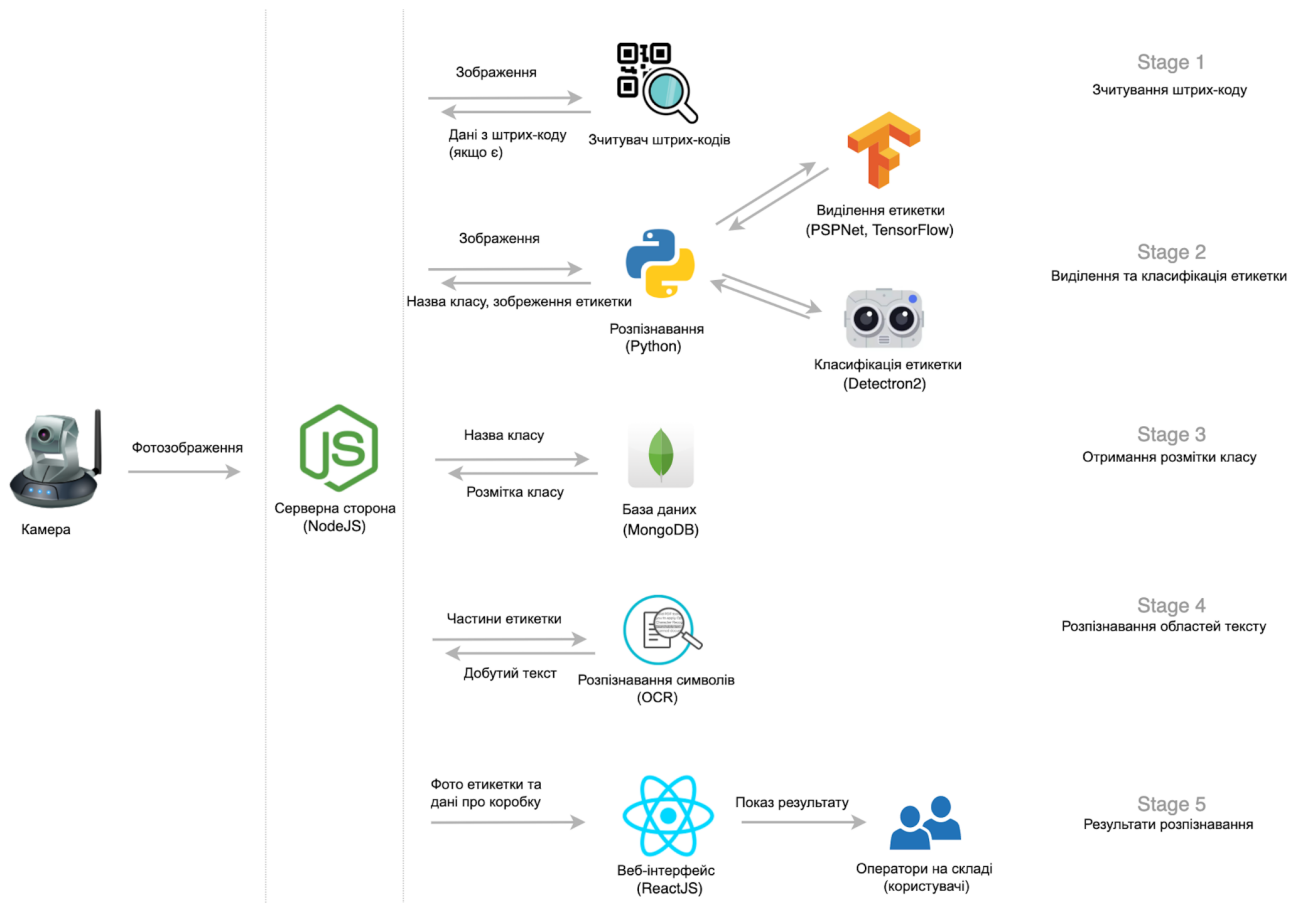 Зображення
Дані з штрих-коду
(якщо є)
Зчитувач штрих-кодів
Stage 1
Зчитування штрих-коду
Виділення етикетки
(PSPNet, TensorFlow)
Зображення
Назва класу, зобреження етикетки
Розпізнавання
(Python)
Класифікація етикетки
(Detectron2)
Stage 2
Виділення та класифікація етикетки
Камера
Фотозображення
JS
Серверна сторона
(NodeJS)
Назва класу
Розмітка класу
База даних
(MongoDB)
Stage 3
Отримання розмітки класу
Частини етикетки
Добутий текст
Розпізнавання символів
(OCR)
Stage 4
Розпізнавання областей тексту
Фото етикетки та
дані про коробку
Веб-інтерфейс
(ReactJS)
Показ результату
Оператори на складі
(користувачі)
Stage 5
Результати розпізнавання